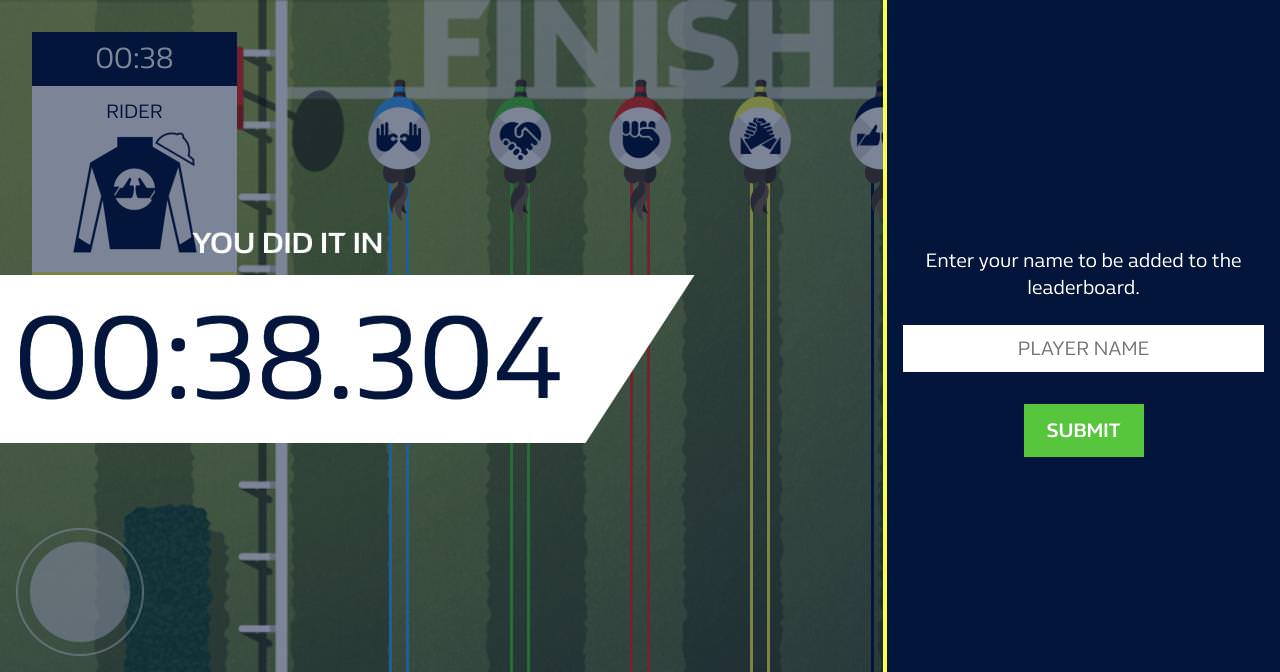 FINISH
00:38
RIDER
YOU DID IT IN
00:38.304
Enter your name to be added to the
leaderboard.
PLAYER NAME
SUBMIT